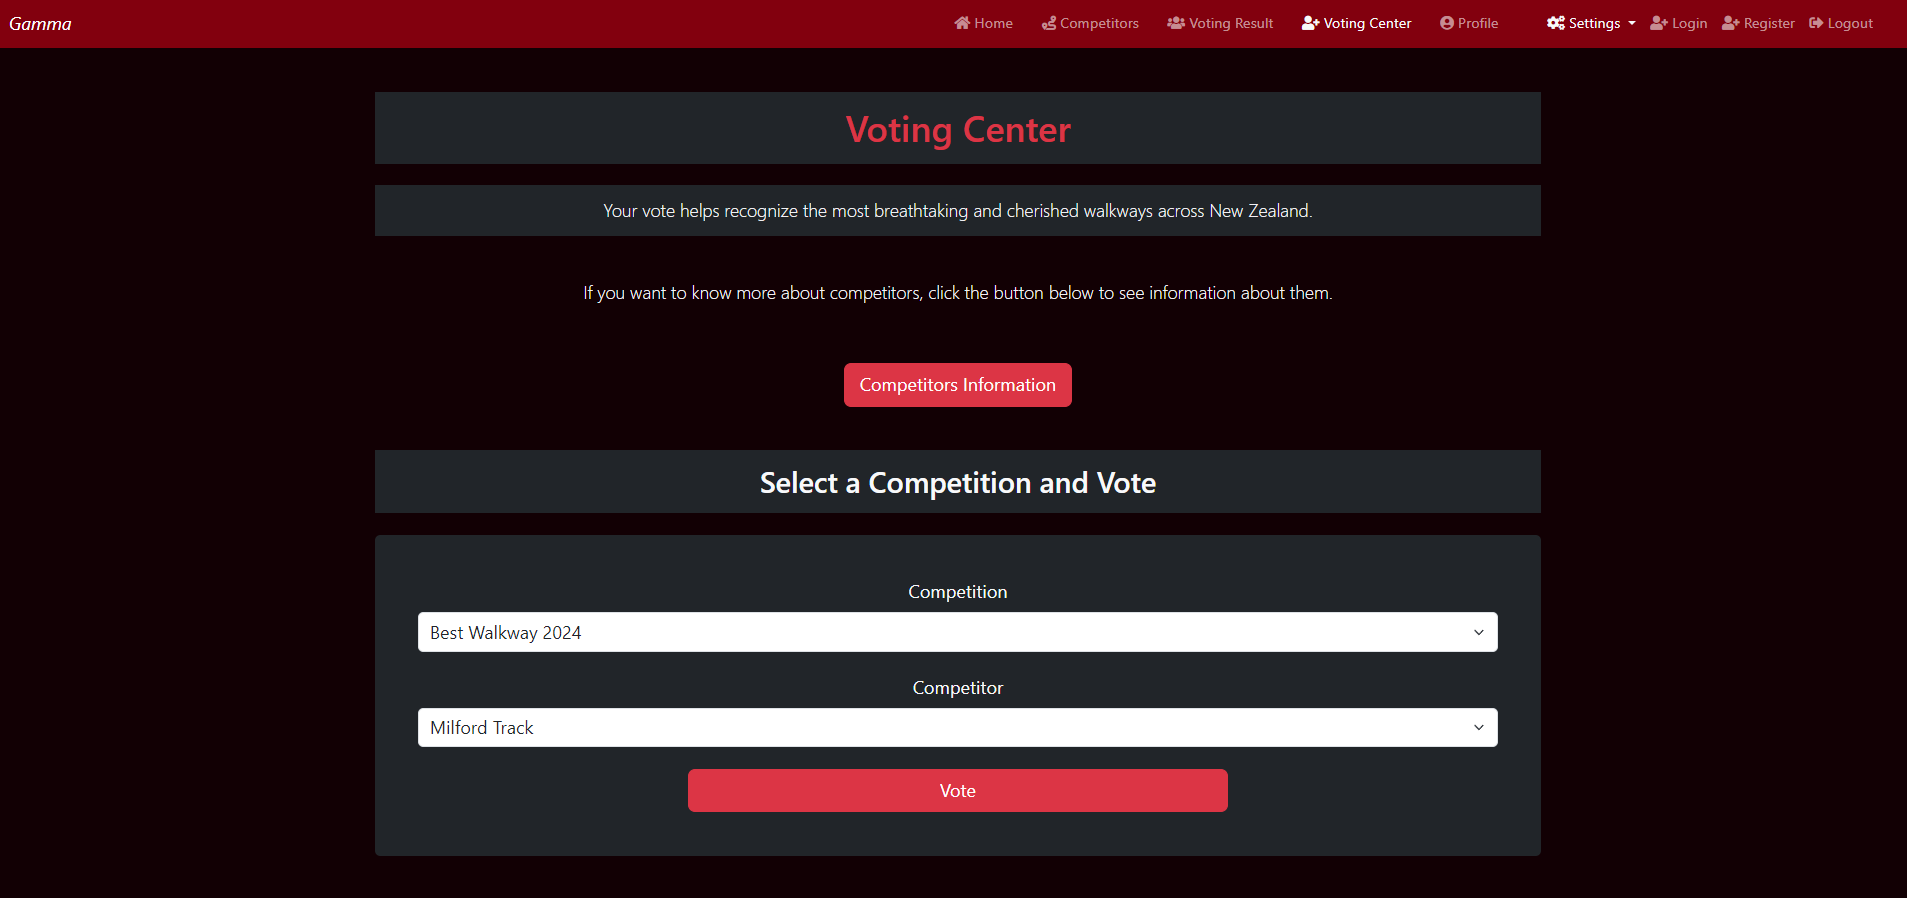 Gamma Home Competitors Voting Result Voting Center Profile Settings Login Register Logout
Voting Center
Your vote helps recognize the most breathtaking and cherished walkways across New Zealand.
If you want to know more about competitors, click the button below to see information about them.
Competitors Information
Select a Competition and Vote
Competition
Best Walkway 2024
Competitor
Milford Track
Vote